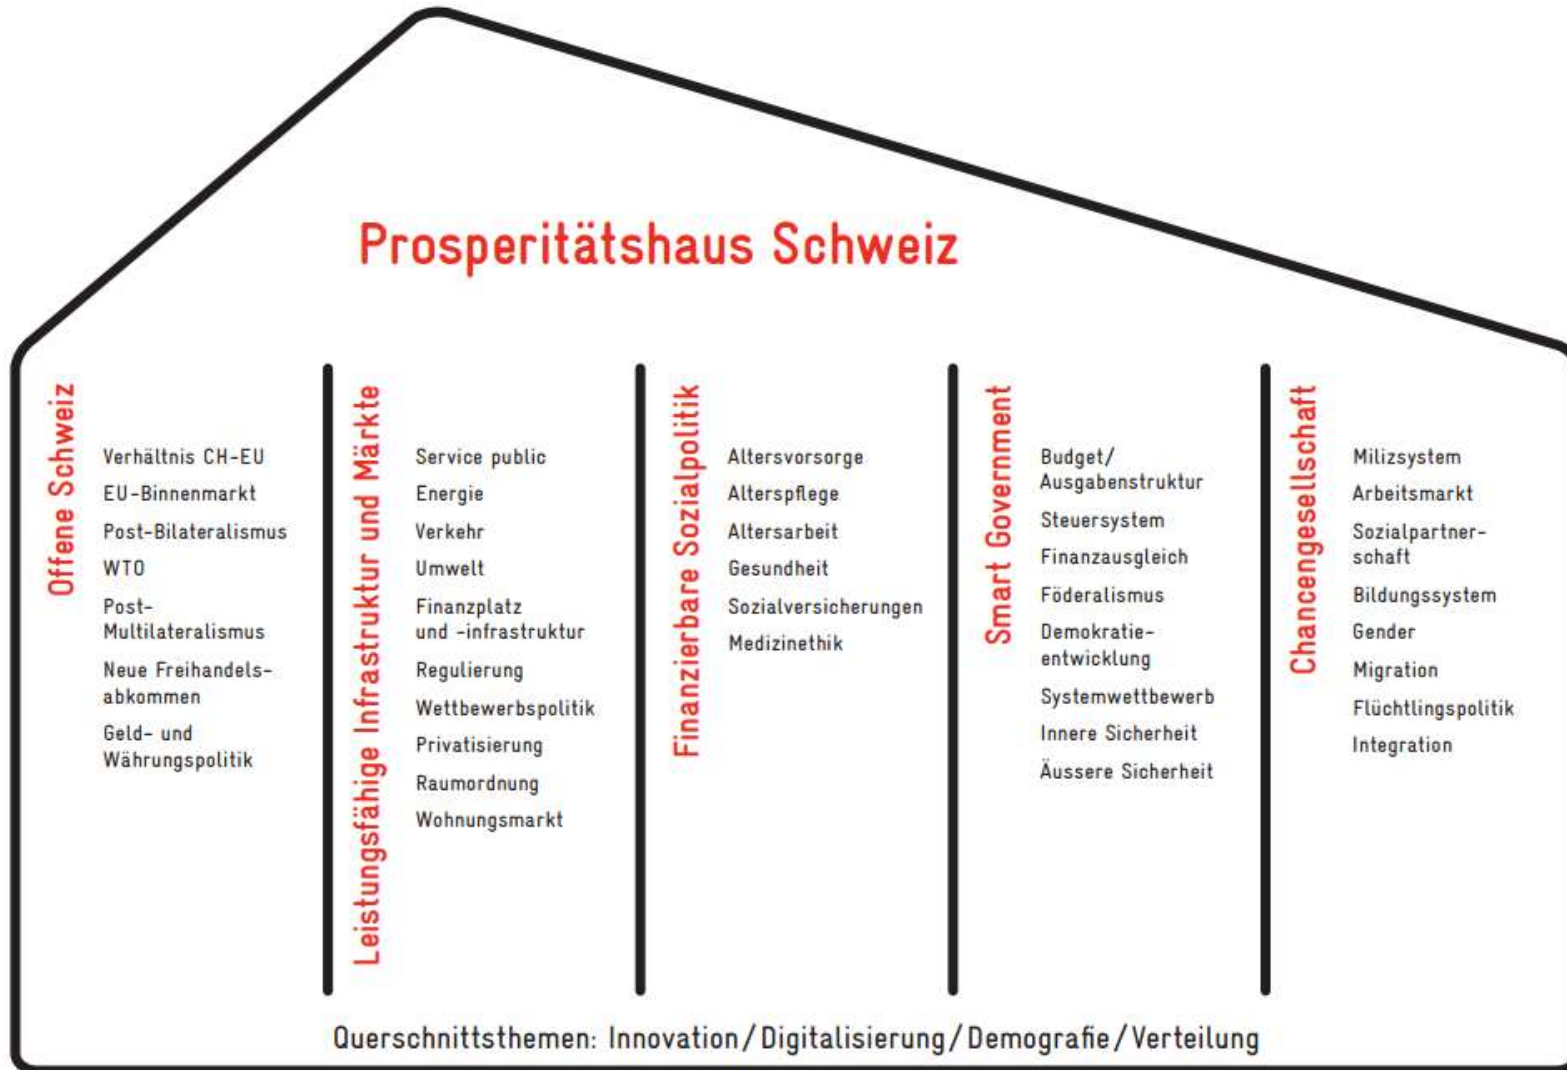 Prosperitätshaus Schweiz
Offene Schweiz
Verhältnis CH-EU
EU-Binnenmarkt
Post-Bilateralismus
WTO
Post-
Multilateralismus
Neue Freihandels-
abkommen
Geld- und
Währungspolitik
Leistungsfähige Infrastruktur und Märkte
Service public
Energie
Verkehr
Umwelt
Finanzplatz
und -infrastruktur
Regulierung
Wettbewerbspolitik
Privatisierung
Raumordnung
Wohnungsmarkt
Finanzierbare Sozialpolitik
Altersvorsorge
Alterspflege
Altersarbeit
Gesundheit
Sozialversicherungen
Medizinethik
Smart Government
Budget/
Ausgabenstruktur
Steuersystem
Finanzausgleich
Föderalismus
Demokratie-
entwicklung
Systemwettbewerb
Innere Sicherheit
Äussere Sicherheit
Chancengesellschaft
Milizsystem
Arbeitsmarkt
Sozialpartner-
schaft
Bildungssystem
Gender
Migration
Flüchtlingspolitik
Integration
Querschnittsthemen: Innovation/Digitalisierung/Demografie/Verteilung